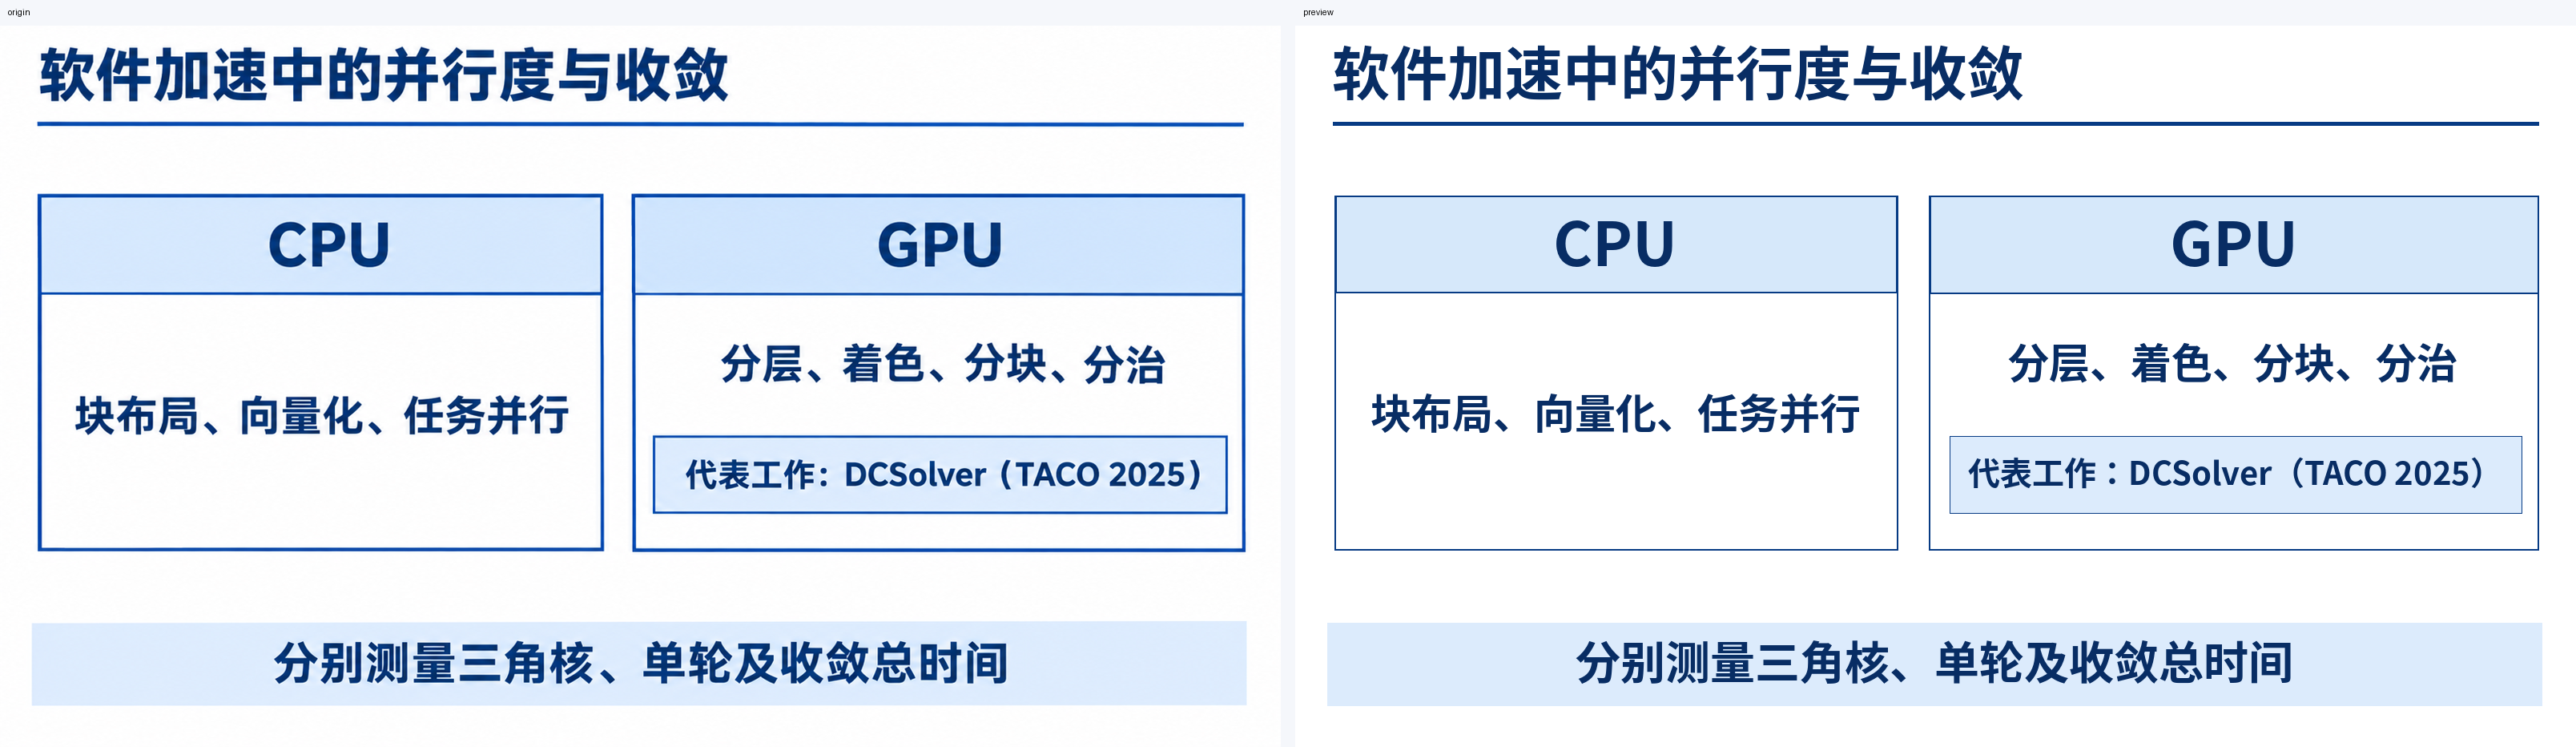 origin
软件加速中的并行度与收敛
CPU
块布局、向量化、任务并行
GPU
分层、着色、分块、分治
代表工作：DCSolver（TACO 2025）
分别测量三角核、单轮及收敛总时间
preview
软件加速中的并行度与收敛
CPU
块布局、向量化、任务并行
GPU
分层、着色、分块、分治
代表工作：DCSolver（TACO 2025）
分别测量三角核、单轮及收敛总时间